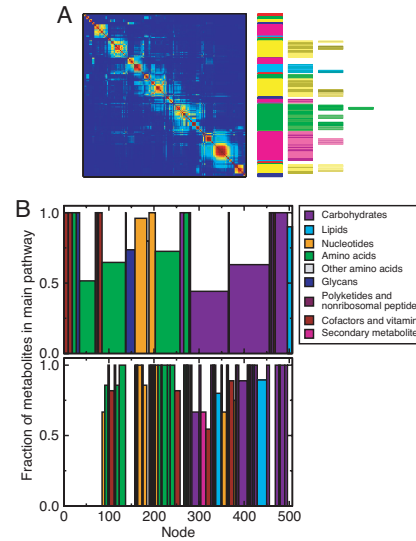 A
B
1.0
0.5
0.0
1.0
0.5
0
0
100
200
300
400
500
Node
Fraction of metabolites in main pathway
Carbohydrates
Lipids
Nucleotides
Amino acids
Other amino acids
Glycans
Polyketides and
nonribosomal peptide
Cofactors and vitamin
Secondary metabolite